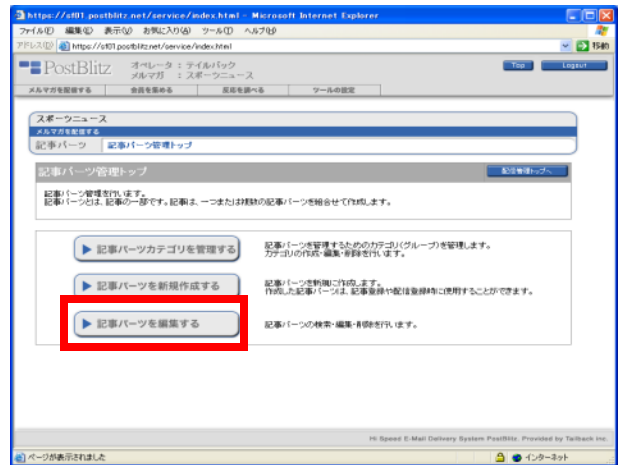 https://sf01.postblitz.net/service/index.html - Microsoft Internet Explorer
ファイル(F) 編集(E) 表示(V) お気に入り(A) ツール(T) ヘルプ(H)
アドレス(D) https://sf01.postblitz.net/service/index.html 移動
PostBlitz オペレータ : テイルバック Top Logout
メルマガ : スポーツニュース
メルマガを配信する 会員を集める 反応を調べる ツールの設定
スポーツニュース
メルマガを配信する
記事パーツ 記事パーツ管理トップ
記事パーツ管理トップ 配信管理トップへ
記事パーツ管理を行います。
記事パーツとは、記事の一部です。記事は、一つまたは複数の記事パーツを組合せて作成します。
記事パーツカテゴリを管理する 記事パーツを管理するためのカテゴリ(グループ)を管理します。
カテゴリの作成・編集・削除を行います。
記事パーツを新規作成する 記事パーツを新規に作成します。
作成した記事パーツは、記事登録や配信登録時に使用することができます。
記事パーツを編集する 記事パーツの検索・編集・削除を行います。
Hi Speed E-Mail Delivery System PostBlitz. Provided by Tailback inc.
ページが表示されました インターネット